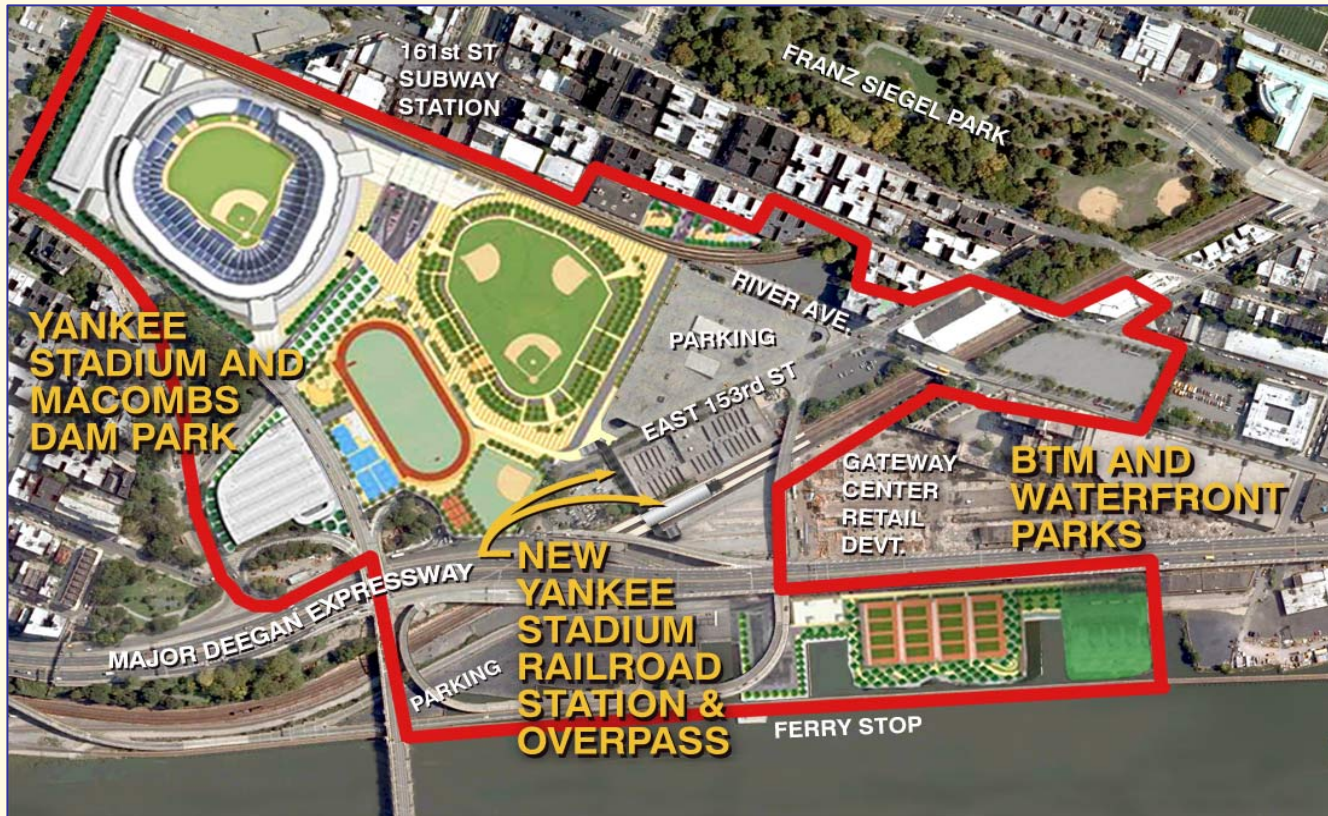 161st ST
SUBWAY
STATION
FRANZ SIEGEL PARK
RIVER AVE.
YANKEE
STADIUM AND
MACOMBS
DAM PARK
PARKING
EAST 153rd ST
GATEWAY
CENTER
RETAIL
DEVT.
BTM AND
WATERFRONT
PARKS
NEW
YANKEE
STADIUM
RAILROAD
STATION &
OVERPASS
MAJOR DEEGAN EXPRESSWAY
PARKING
FERRY STOP